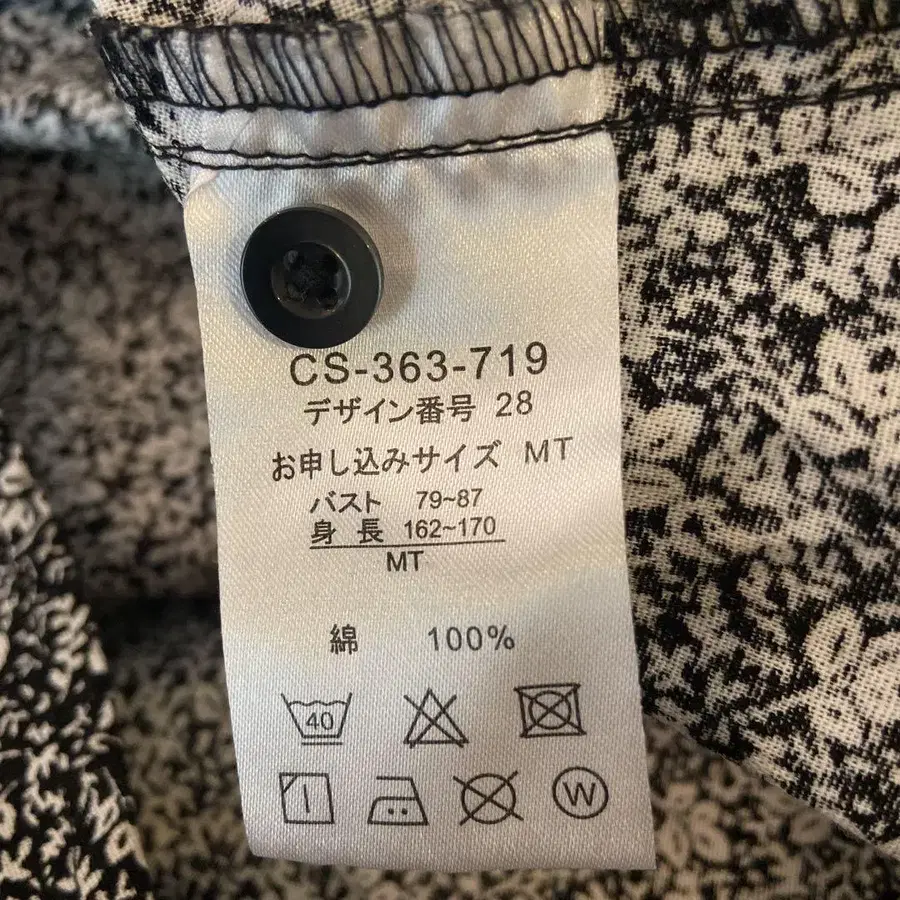 CS-363-719
デザイン番号 28
お申し込みサイズ MT
バスト 79~87
身 長 162~170
MT
綿 100%
40
W